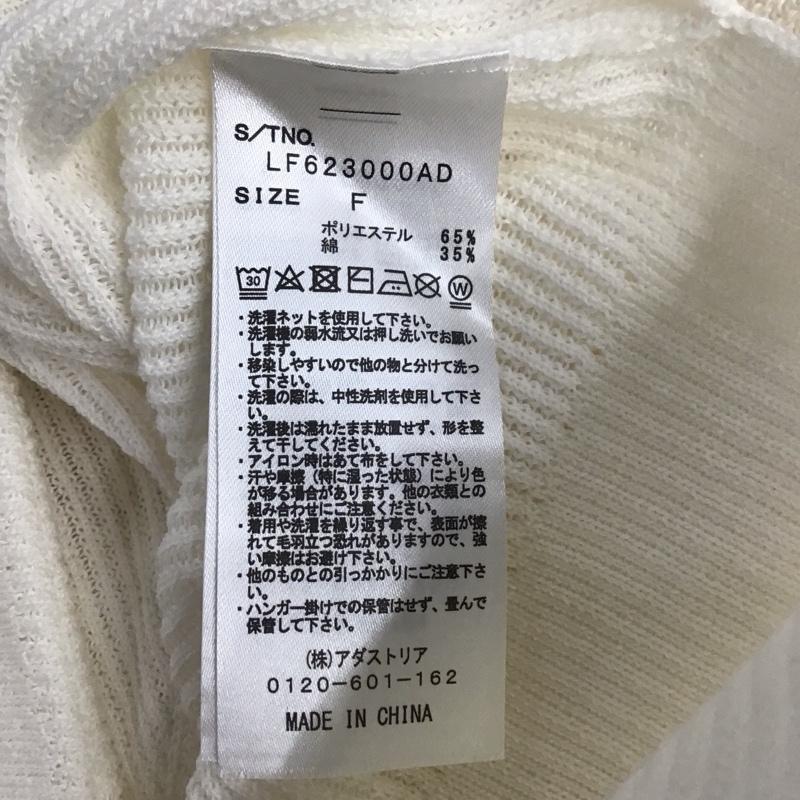 S/TNO.
LF623000AD
SIZE F
ポリエステル 65%
綿 35%
30
W
・洗濯ネットを使用して下さい。
・洗濯機の弱水流又は押し洗いでお願い
します。
・移染しやすいので他の物と分けて洗っ
て下さい。
・洗濯の際は、中性洗剤を使用して下さ
い。
・洗濯後は濡れたまま放置せず、形を整
えて干してください。
・アイロン時はあて布をして下さい。
・汗や摩擦（特に湿った状態）により色
が移る場合があります。他の衣類との
組み合わせにご注意ください。
・着用や洗濯を繰り返す事で、表面が擦
れて毛羽立つ恐れがありますので、強
い摩擦はお避け下さい。
・他のものとの引っかかりにご注意下さ
い。
・ハンガー掛けでの保管はせず、畳んで
保管して下さい。
(株)アダストリア
0120-601-162
MADE IN CHINA